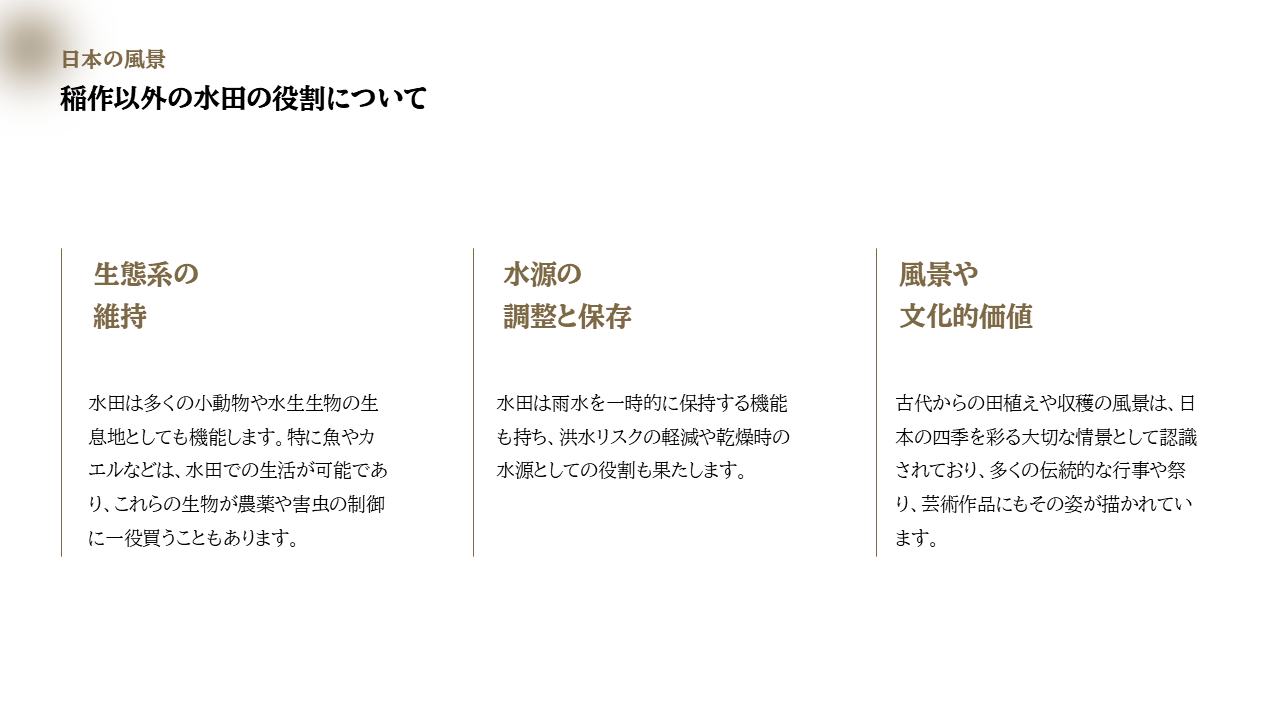 日本の風景
稲作以外の水田の役割について
生態系の
維持
水田は多くの小動物や水生生物の生
息地としても機能します。特に魚やカ
エルなどは、水田での生活が可能であ
り、これらの生物が農薬や害虫の制御
に一役買うこともあります。
水源の
調整と保存
水田は雨水を一時的に保持する機能
も持ち、洪水リスクの軽減や乾燥時の
水源としての役割も果たします。
風景や
文化的価値
古代からの田植えや収穫の風景は、日
本の四季を彩る大切な情景として認識
されており、多くの伝統的な行事や祭
り、芸術作品にもその姿が描かれてい
ます。